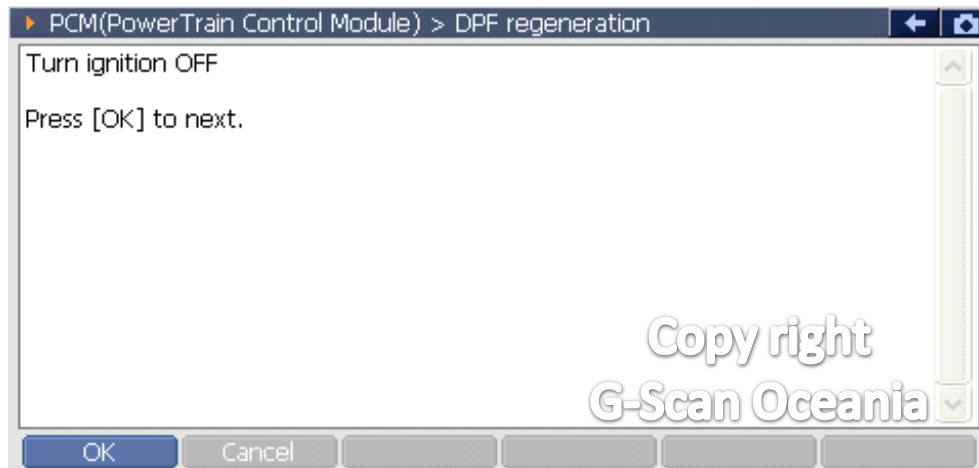 PCM(PowerTrain Control Module) > DPF regeneration
Turn ignition OFF
Press [OK] to next.
Copy right
G-Scan Oceania
OK Cancel